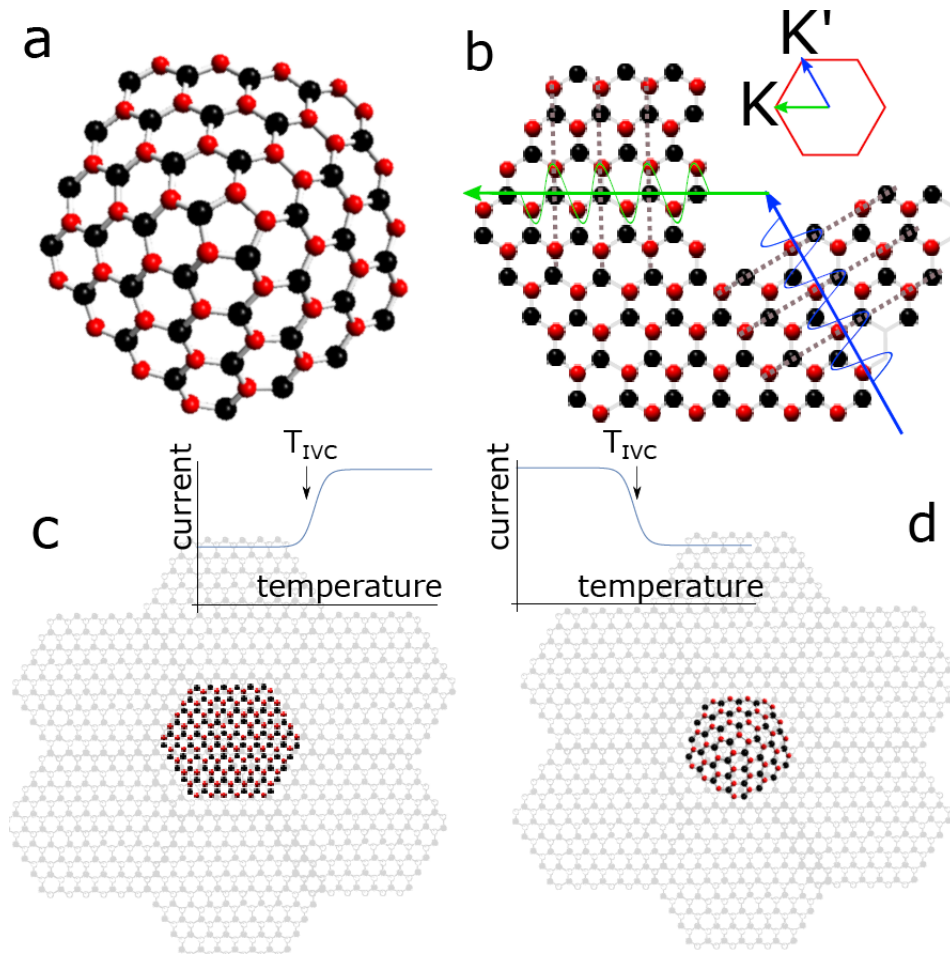 a
b
K'
K
c
current
T_IVC
temperature
d
current
T_IVC
temperature